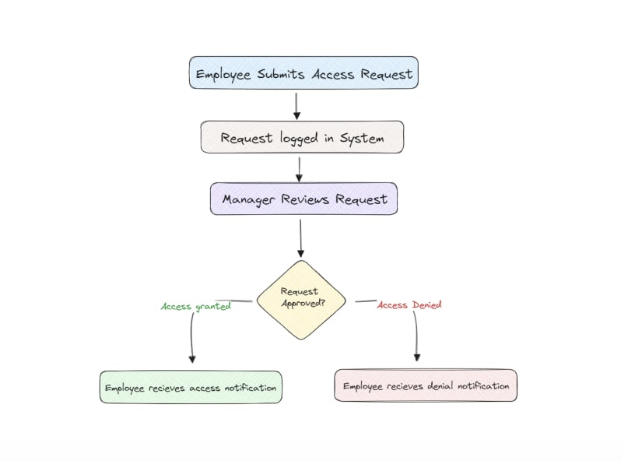 Employee Submits Access Request
Request logged in System
Manager Reviews Request
Request
Approved?
Access granted
Access Denied
Employee recieves access notification
Employee recieves denial notification